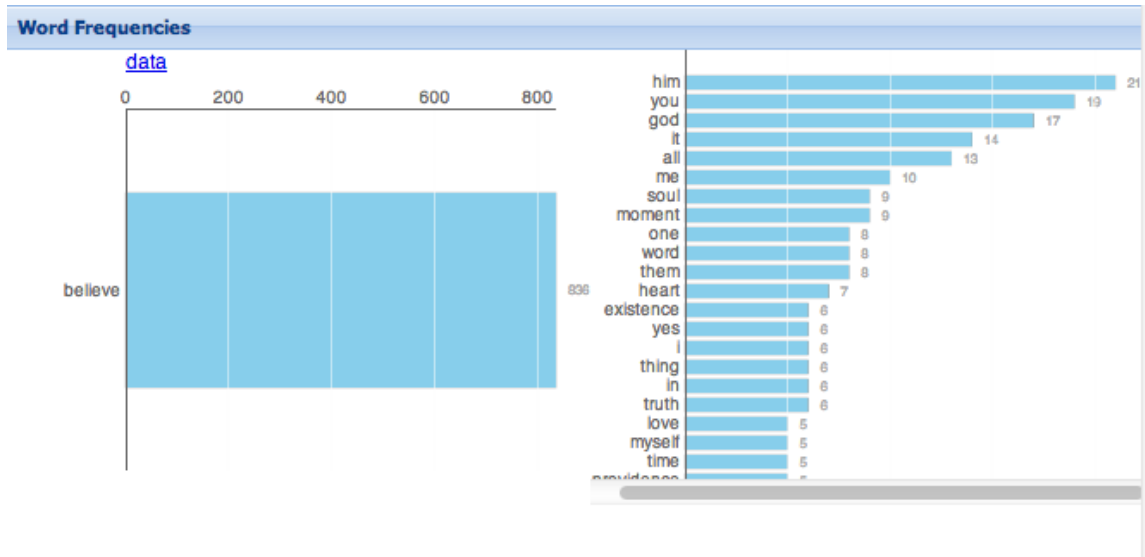 Word Frequencies
data
0 200 400 600 800
believe 836
him 21
you 19
god 17
it 14
all 13
me 10
soul 9
moment 9
one 8
word 8
them 8
heart 7
existence 6
yes 6
i 6
thing 6
in 6
truth 6
love 5
myself 5
time 5